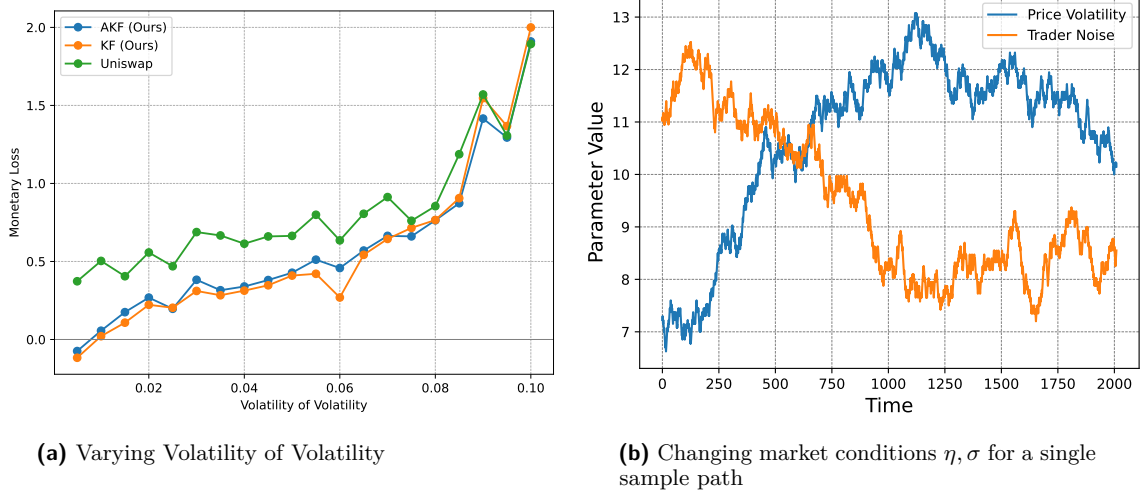 AKF (Ours)
KF (Ours)
Uniswap
2.0
1.5
1.0
0.5
0.0
Monetary Loss
0.02
0.04
0.06
0.08
0.10
Volatility of Volatility
(a) Varying Volatility of Volatility
Price Volatility
Trader Noise
13
12
11
10
9
8
7
Parameter Value
0
250
500
750
1000
1250
1500
1750
2000
Time
(b) Changing market conditions η, σ for a single
sample path